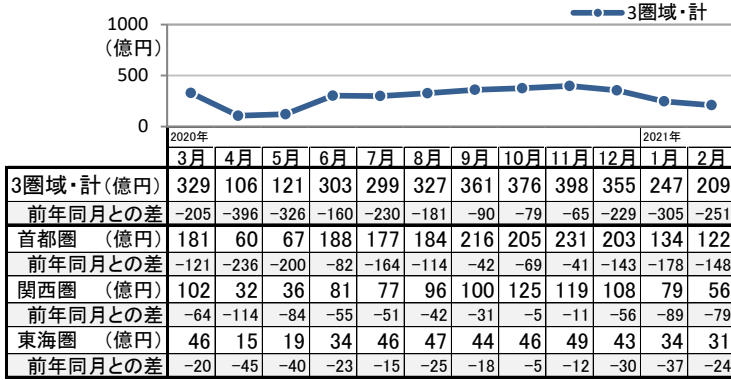 3圏域・計
1000
(億円)
500
0
2020年 2021年
3月 4月 5月 6月 7月 8月 9月 10月 11月 12月 1月 2月
3圏域・計(億円) 329 106 121 303 299 327 361 376 398 355 247 209
前年同月との差 -205 -396 -326 -160 -230 -181 -90 -79 -65 -229 -305 -251
首都圏 (億円) 181 60 67 188 177 184 216 205 231 203 134 122
前年同月との差 -121 -236 -200 -82 -164 -114 -42 -69 -41 -143 -178 -148
関西圏 (億円) 102 32 36 81 77 96 100 125 119 108 79 56
前年同月との差 -64 -114 -84 -55 -51 -42 -31 -5 -11 -56 -89 -79
東海圏 (億円) 46 15 19 34 46 47 44 46 49 43 34 31
前年同月との差 -20 -45 -40 -23 -15 -25 -18 -5 -12 -30 -37 -24